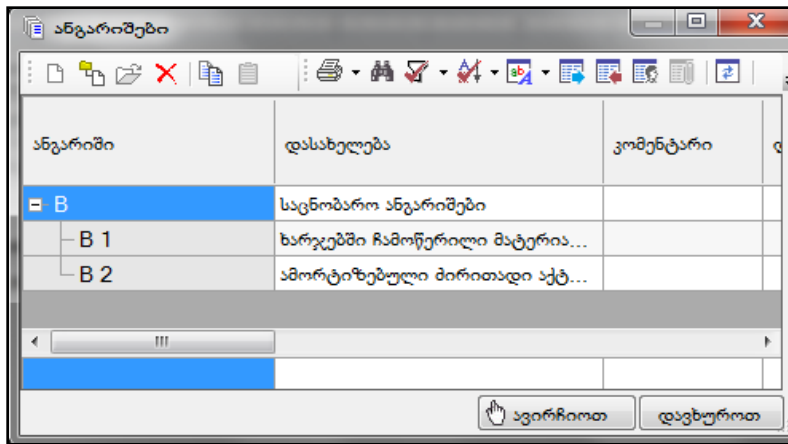 ანგარიშები
ანგარიში დასახელება კომენტარი
B საცნობარო ანგარიშები
B 1 ხარჯებში ჩამოწერილი მატერია...
B 2 ამორტიზებული ძირითადი აქტ...
ავირჩიოთ დავხუროთ